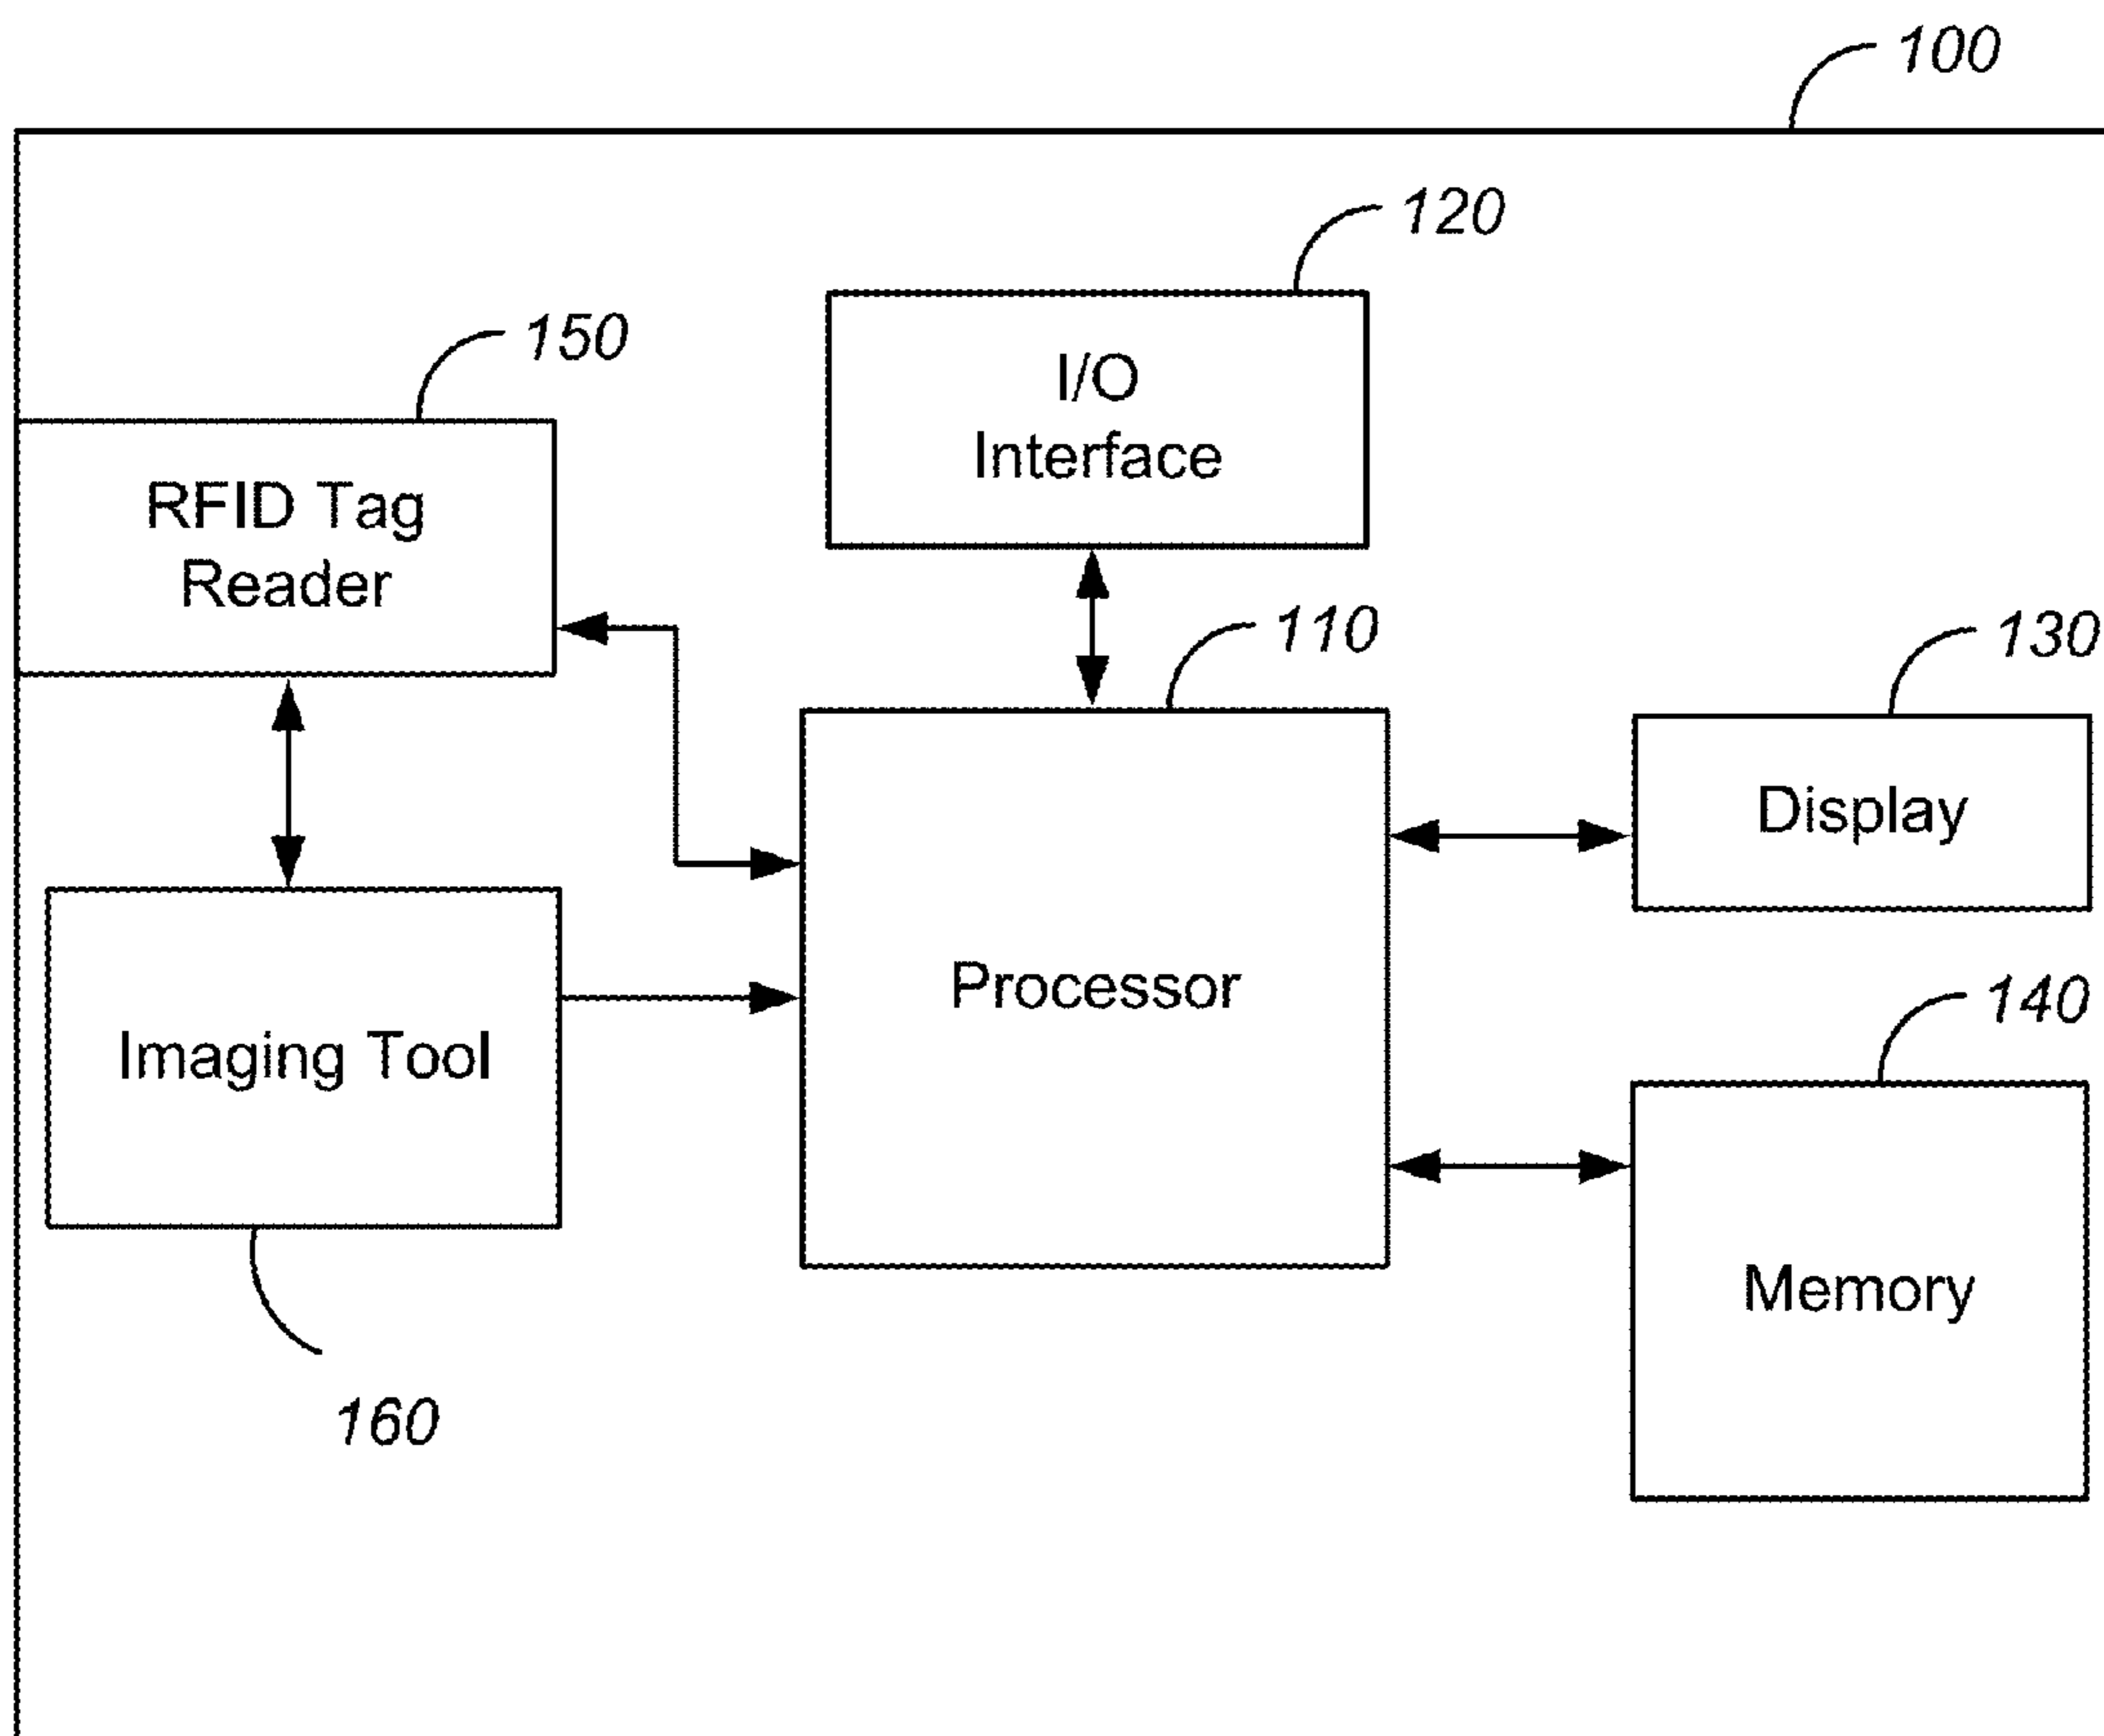 100
120
150
I/O
Interface
RFID Tag
Reader
110
130
Display
Processor
140
Imaging Tool
Memory
160